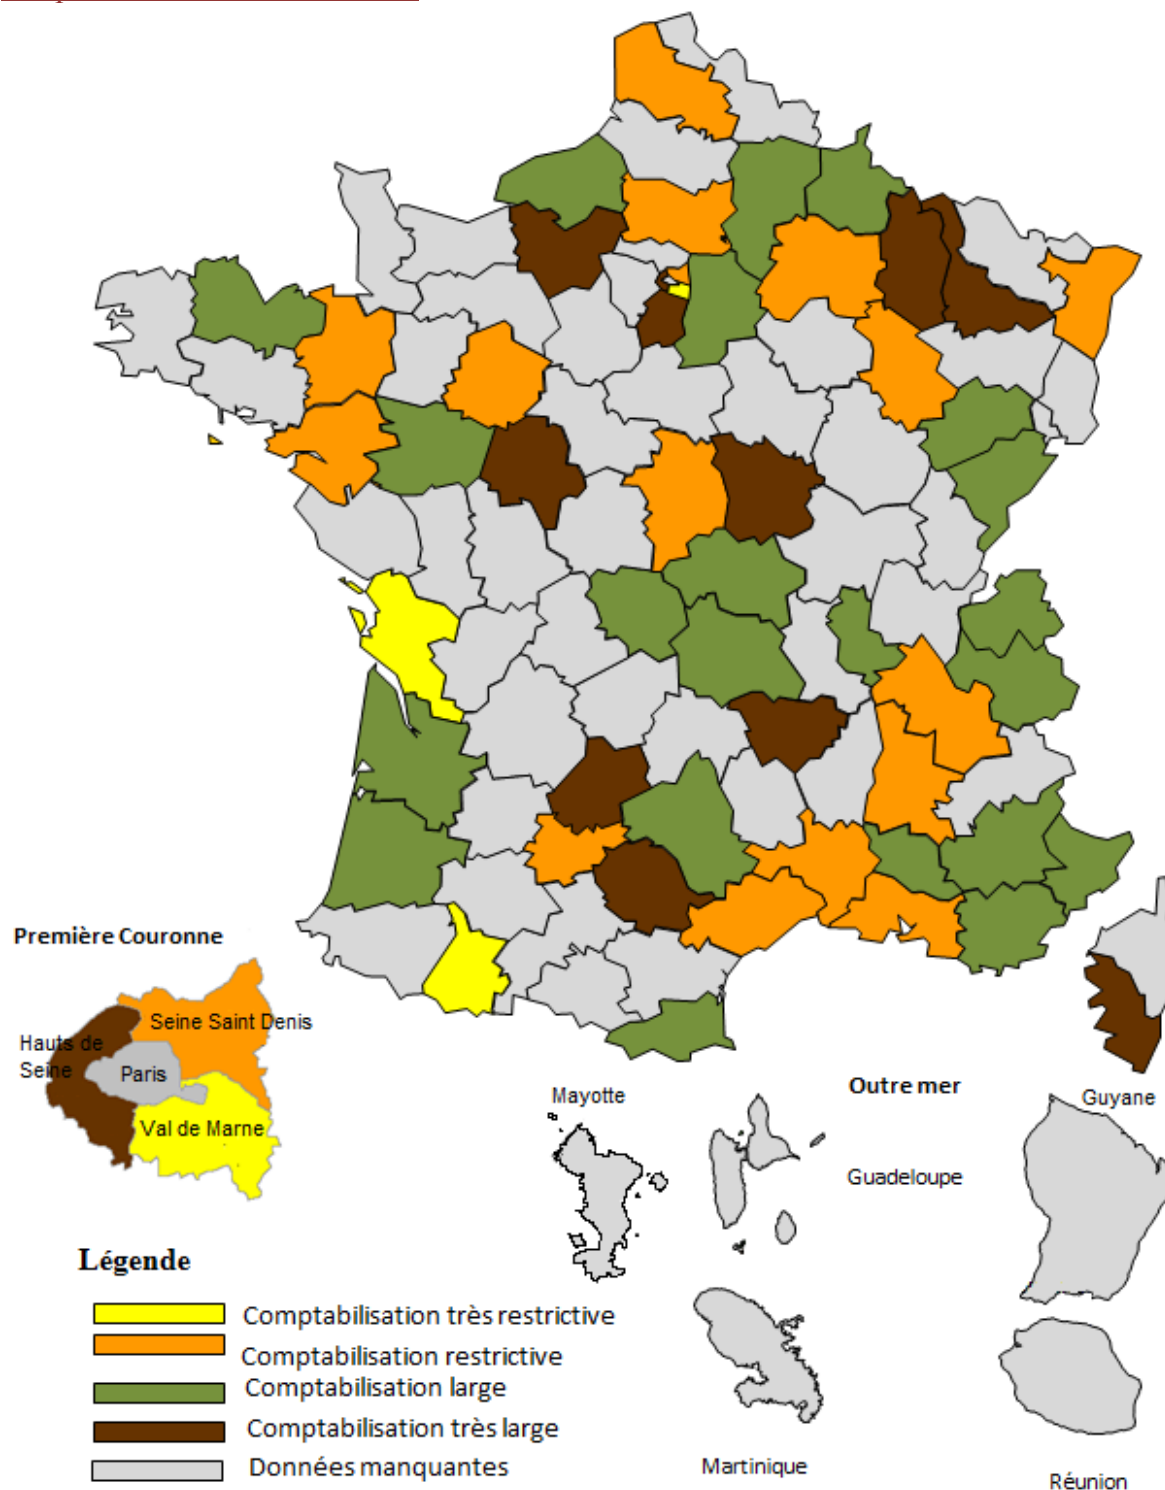 Première Couronne
Seine Saint Denis
Hauts de
Seine
Paris
Val de Marne
Mayotte
Outre mer
Guyane
Guadeloupe
Légende
Comptabilisation très restrictive
Comptabilisation restrictive
Comptabilisation large
Comptabilisation très large
Données manquantes
Martinique
Réunion